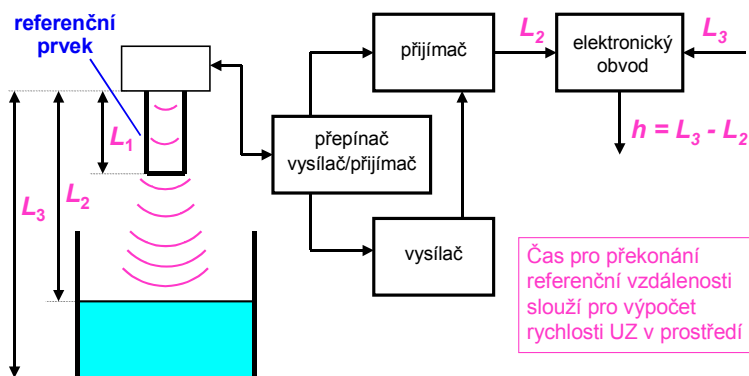 referenční
prvek
L1
L2
L3
přepínač
vysílač/přijímač
přijímač
vysílač
L2
elektronický
obvod
L3
h = L3 - L2
Čas pro překonání
referenční vzdálenosti
slouží pro výpočet
rychlosti UZ v prostředí